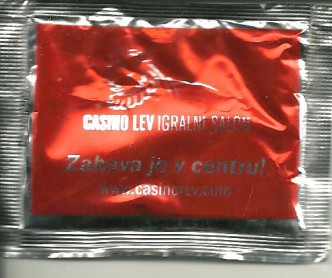 CASINO LEV IGRALNI SALON
Zabava je v centru!
www.casinolev.com